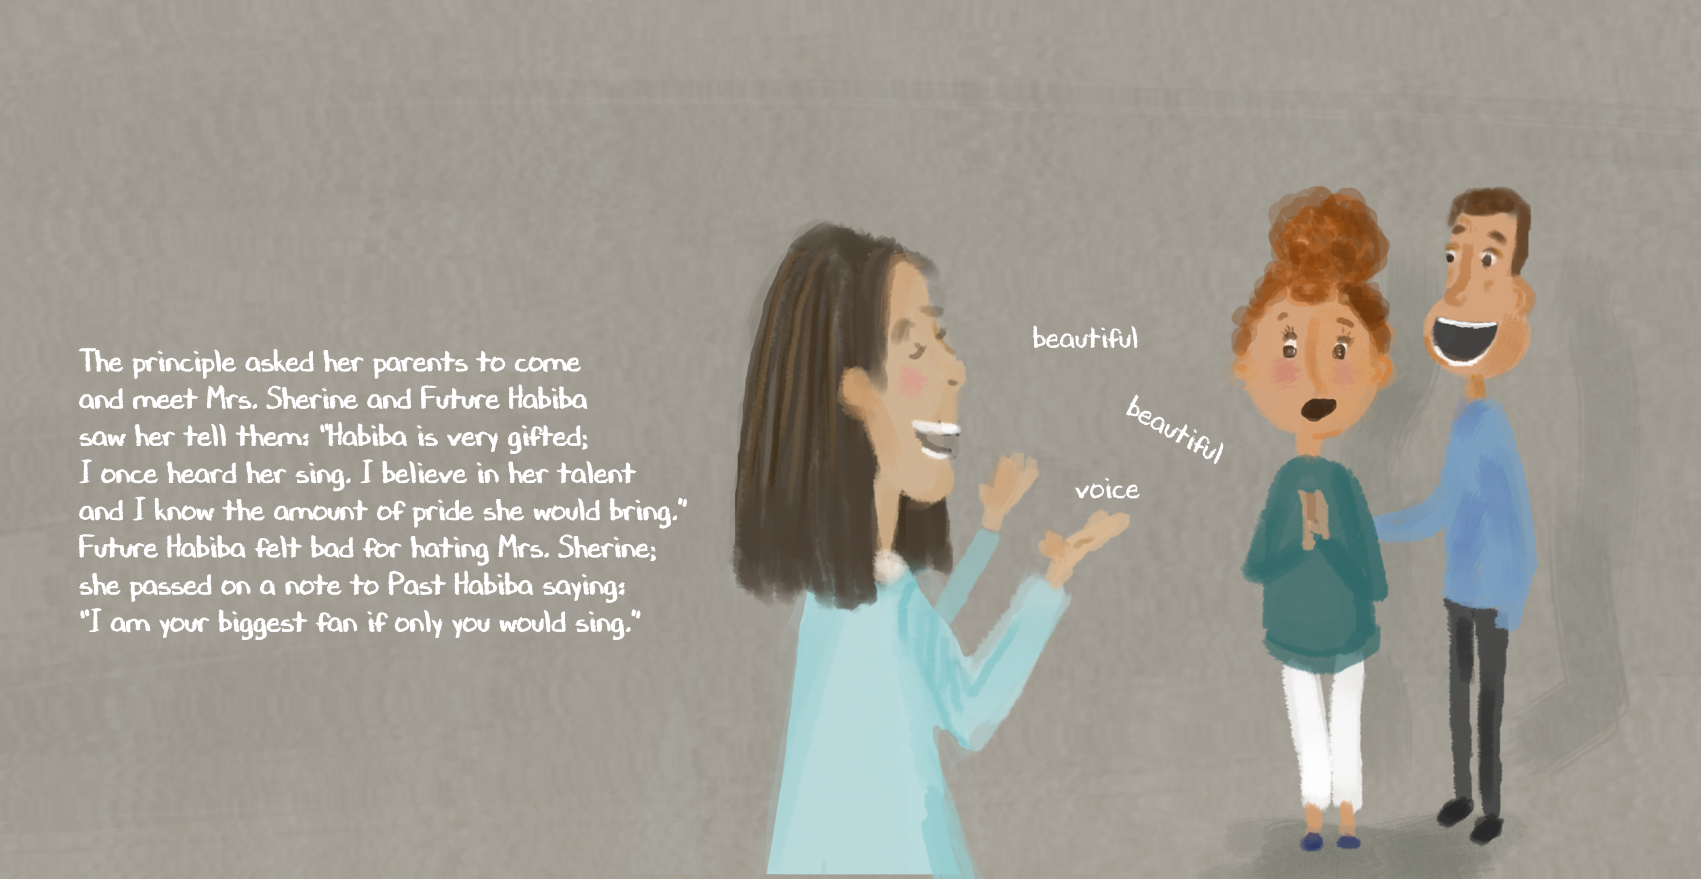 The principle asked her parents to come
and meet Mrs. Sherine and Future Habiba
saw her tell them: "Habiba is very gifted;
I once heard her sing. I believe in her talent
and I know the amount of pride she would bring."
Future Habiba felt bad for hating Mrs. Sherine;
she passed on a note to Past Habiba saying:
"I am your biggest fan if only you would sing."
beautiful
beautiful
voice